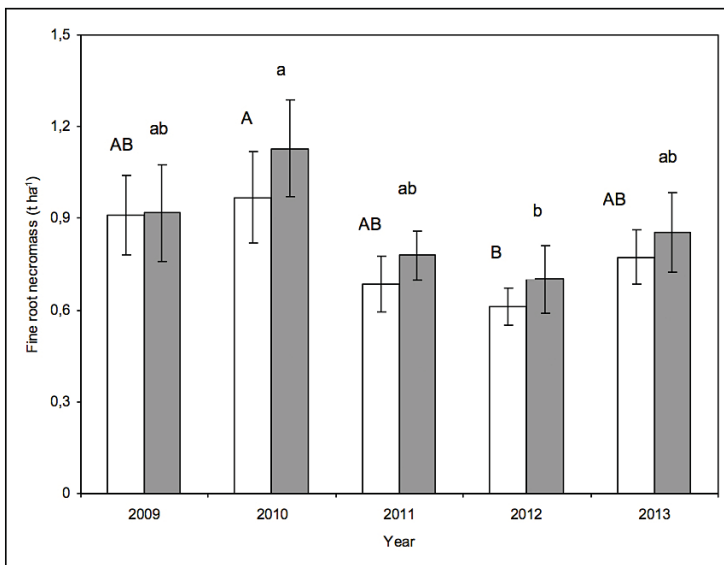 Fine root necromass (t ha⁻¹)
1,5
1,2
0,9
0,6
0,3
0
AB
ab
A
a
AB
ab
B
b
AB
ab
2009
2010
2011
2012
2013
Year